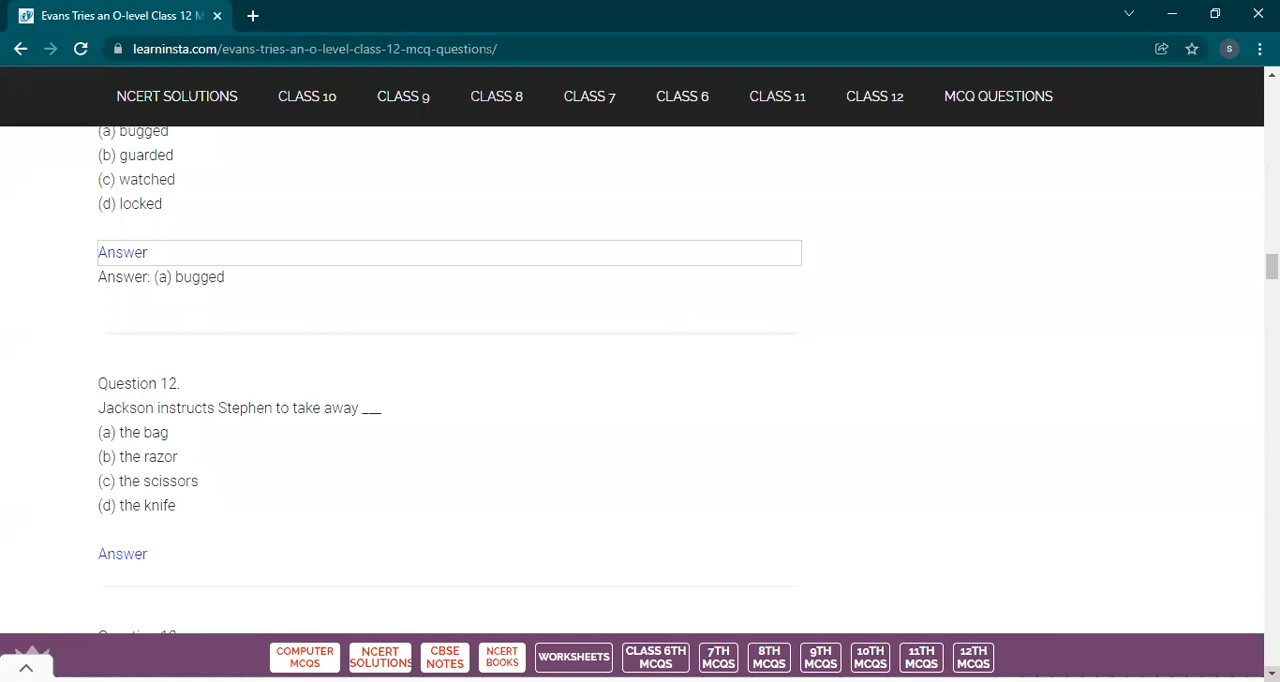 Evans Tries an O-level Class 12 M
learninsta.com/evans-tries-an-o-level-class-12-mcq-questions/
S
NCERT SOLUTIONS CLASS 10 CLASS 9 CLASS 8 CLASS 7 CLASS 6 CLASS 11 CLASS 12 MCQ QUESTIONS
(a) bugged
(b) guarded
(c) watched
(d) locked
Answer
Answer: (a) bugged
Question 12.
Jackson instructs Stephen to take away ___
(a) the bag
(b) the razor
(c) the scissors
(d) the knife
Answer
COMPUTER MCQS
NCERT SOLUTIONS
CBSE NOTES
NCERT BOOKS
WORKSHEETS
CLASS 6TH MCQS
7TH MCQS
8TH MCQS
9TH MCQS
10TH MCQS
11TH MCQS
12TH MCQS